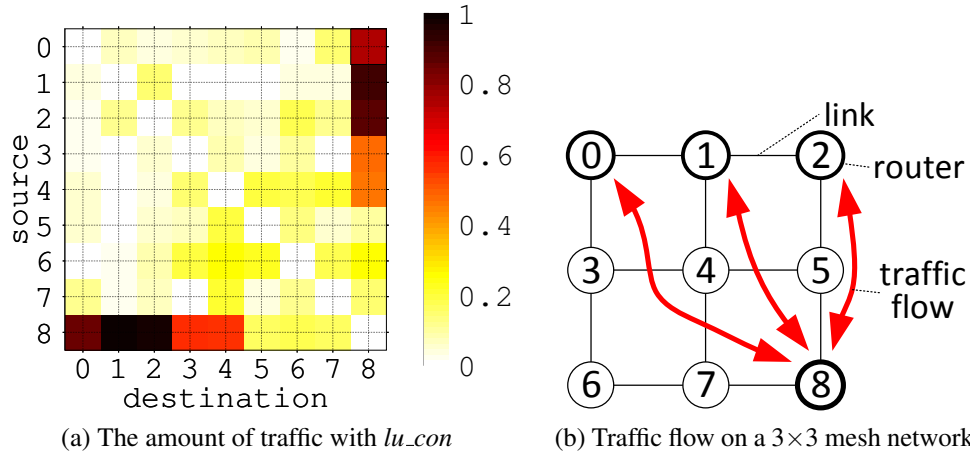 0
1
2
3
4
5
6
7
8
source
0 1 2 3 4 5 6 7 8
destination
1
0.8
0.6
0.4
0.2
0
(a) The amount of traffic with lu_con
0 1 2
3 4 5
6 7 8
link
router
traffic
flow
(b) Traffic flow on a 3×3 mesh network